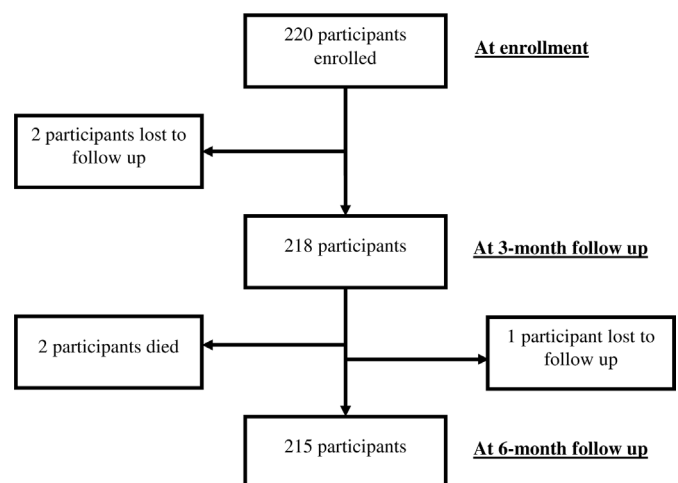 220 participants
enrolled
At enrollment
2 participants lost to
follow up
218 participants
At 3-month follow up
2 participants died
1 participant lost to
follow up
215 participants
At 6-month follow up